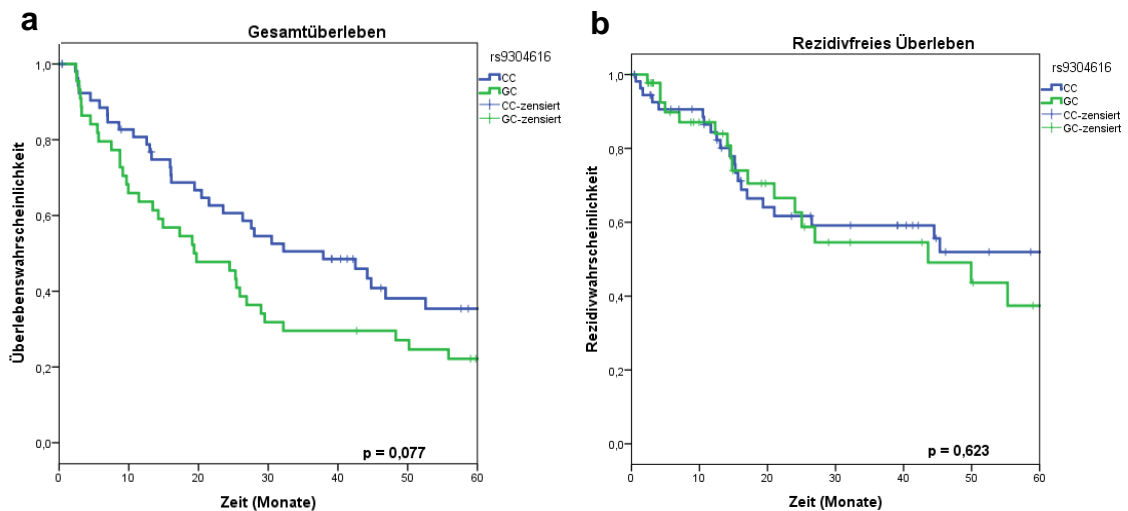 a
Gesamtüberleben
rs9304616
CC
GC
CC-zensiert
GC-zensiert
Überlebenswahrscheinlichkeit
1,0
0,8
0,6
0,4
0,2
0,0
p = 0,077
0 10 20 30 40 50 60
Zeit (Monate)
b
Rezidivfreies Überleben
rs9304616
CC
GC
CC-zensiert
GC-zensiert
Rezidivwahrscheinlichkeit
1,0
0,8
0,6
0,4
0,2
0,0
p = 0,623
0 10 20 30 40 50 60
Zeit (Monate)